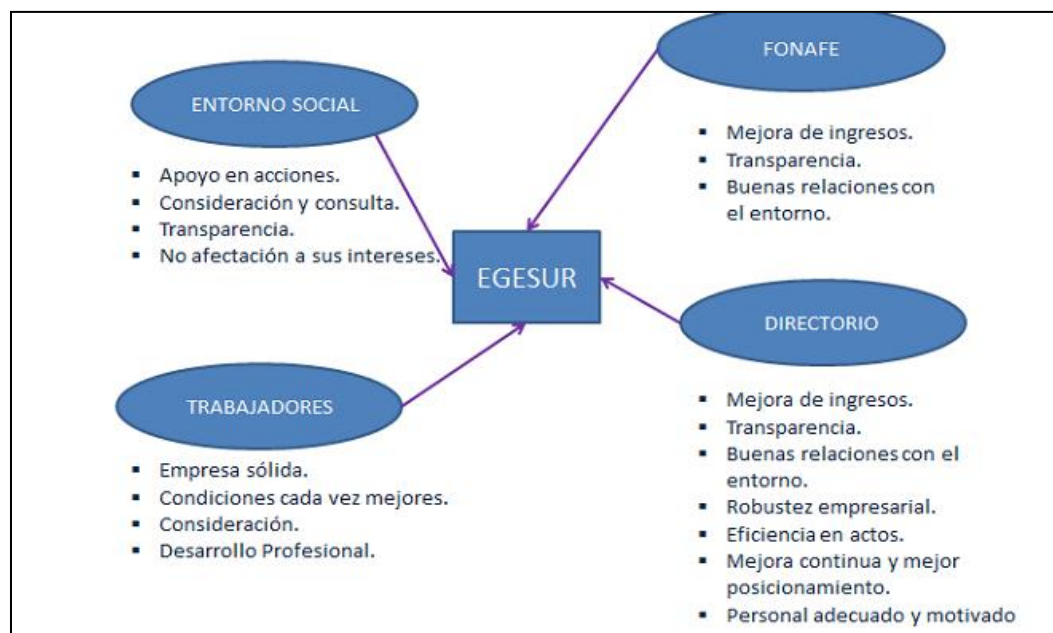 ENTORNO SOCIAL
▪ Apoyo en acciones.
▪ Consideración y consulta.
▪ Transparencia.
▪ No afectación a sus intereses.
FONAFE
▪ Mejora de ingresos.
▪ Transparencia.
▪ Buenas relaciones con
el entorno.
EGESUR
TRABAJADORES
▪ Empresa sólida.
▪ Condiciones cada vez mejores.
▪ Consideración.
▪ Desarrollo Profesional.
DIRECTORIO
▪ Mejora de ingresos.
▪ Transparencia.
▪ Buenas relaciones con el
entorno.
▪ Robustez empresarial.
▪ Eficiencia en actos.
▪ Mejora continua y mejor
posicionamiento.
▪ Personal adecuado y motivado